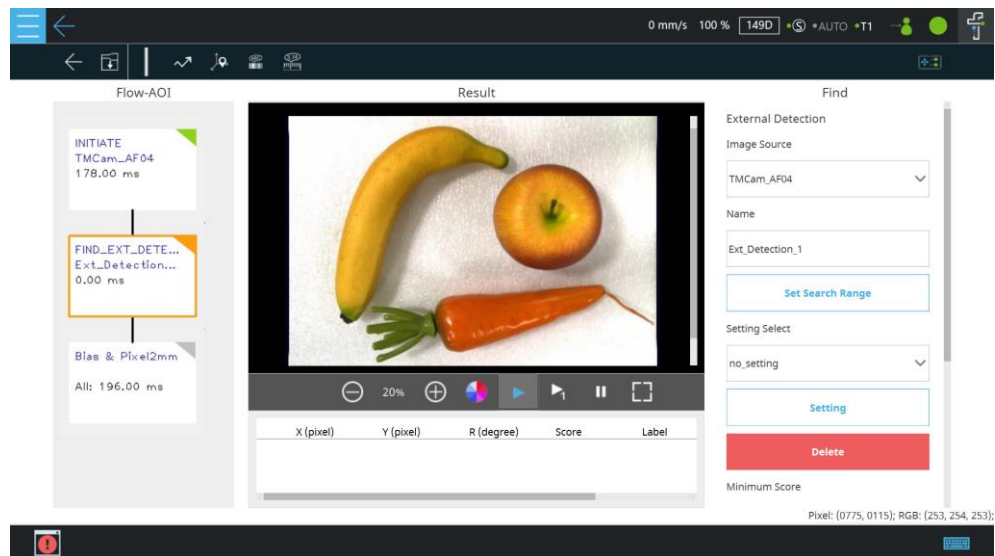 0 mm/s 100 % 149D S AUTO T1
Flow-AOI
INITIATE
TMCam_AF04
178.00 ms
FIND_EXT_DETE...
Ext_Detection...
0.00 ms
Bias & Pixel2mm
All: 196.00 ms
Result
20%
1
X (pixel) Y (pixel) R (degree) Score Label
Find
External Detection
Image Source
TMCam_AF04
Name
Ext_Detection_1
Set Search Range
Setting Select
no_setting
Setting
Delete
Minimum Score
Pixel: (0775, 0115); RGB: (253, 254, 253);